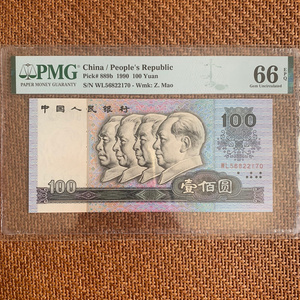 PMG
PAPER MONEY GUARANTY
China / People's Republic
Pick# 889b 1990 100 Yuan
S/N WL56822170 - Wmk: Z. Mao
66 EPQ
Gem Uncirculated
中国人民银行
100
WL56822170
100
壹佰圆